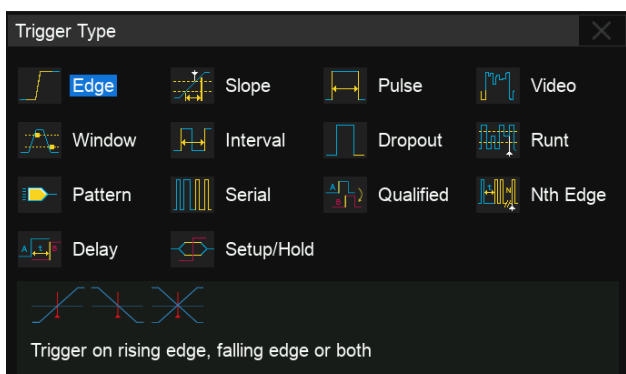 Trigger Type
Edge Slope Pulse Video
Window Interval Dropout Runt
Pattern Serial Qualified Nth Edge
Delay Setup/Hold
Trigger on rising edge, falling edge or both